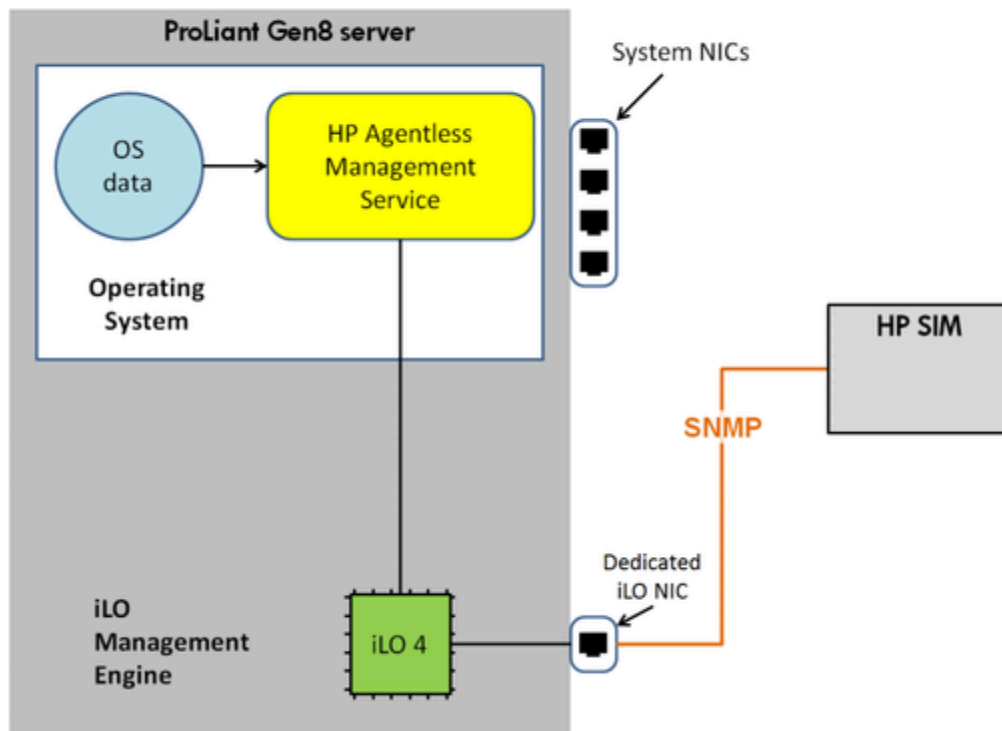 ProLiant Gen8 server
System NICs
OS
data
HP Agentless
Management
Service
Operating
System
HP SIM
SNMP
Dedicated
iLO NIC
iLO
Management
Engine
iLO 4